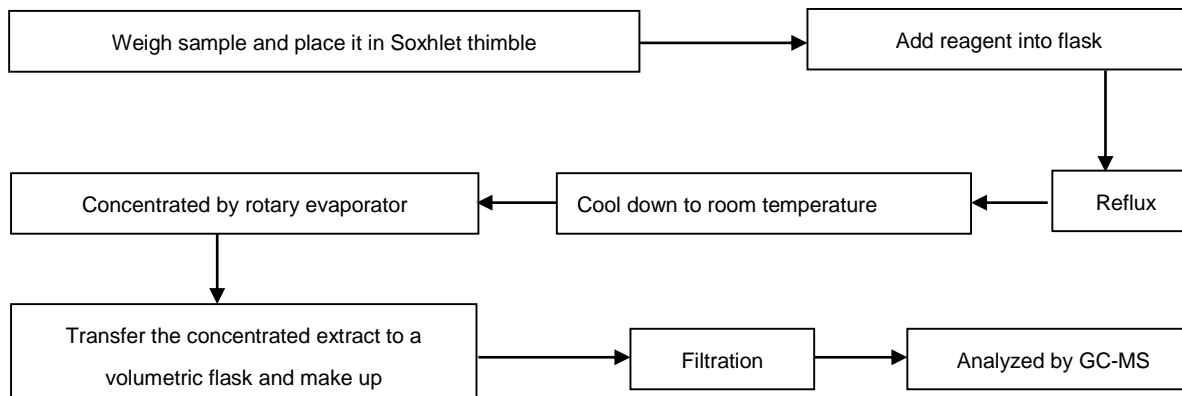 Weigh sample and place it in Soxhlet thimble
Add reagent into flask
Reflux
Cool down to room temperature
Concentrated by rotary evaporator
Transfer the concentrated extract to a
volumetric flask and make up
Filtration
Analyzed by GC-MS